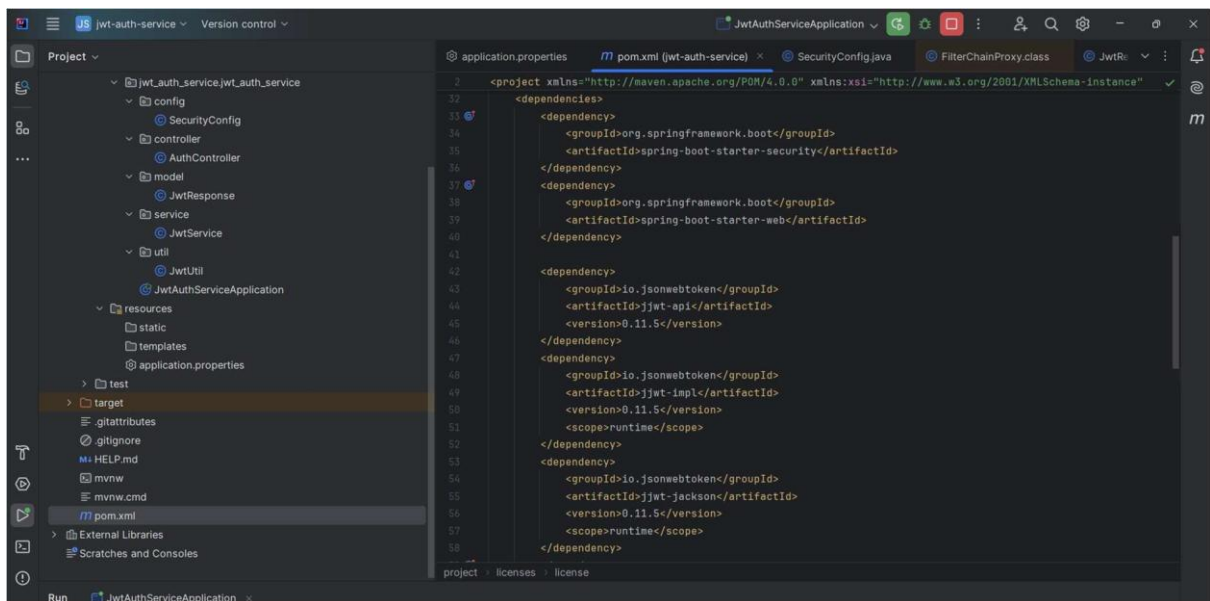 JS jwt-auth-service Version control JwtAuthServiceApplication
Project
application.properties
m pom.xml (jwt-auth-service)
SecurityConfig.java
FilterChainProxy.class
JwtRe
jwt_auth_service.jwt_auth_service
config
SecurityConfig
controller
AuthController
model
JwtResponse
service
JwtService
util
JwtUtil
JwtAuthServiceApplication
resources
static
templates
application.properties
test
target
.gitattributes
.gitignore
M↓ HELP.md
mvnw
mvnw.cmd
m pom.xml
External Libraries
Scratches and Consoles
2 <project xmlns="http://maven.apache.org/POM/4.0.0" xmlns:xsi="http://www.w3.org/2001/XMLSchema-instance"
32 <dependencies>
33 <dependency>
34 <groupId>org.springframework.boot</groupId>
35 <artifactId>spring-boot-starter-security</artifactId>
36 </dependency>
37 <dependency>
38 <groupId>org.springframework.boot</groupId>
39 <artifactId>spring-boot-starter-web</artifactId>
40 </dependency>
41
42 <dependency>
43 <groupId>io.jsonwebtoken</groupId>
44 <artifactId>jjwt-api</artifactId>
45 <version>0.11.5</version>
46 </dependency>
47 <dependency>
48 <groupId>io.jsonwebtoken</groupId>
49 <artifactId>jjwt-impl</artifactId>
50 <version>0.11.5</version>
51 <scope>runtime</scope>
52 </dependency>
53 <dependency>
54 <groupId>io.jsonwebtoken</groupId>
55 <artifactId>jjwt-jackson</artifactId>
56 <version>0.11.5</version>
57 <scope>runtime</scope>
58 </dependency>
project > licenses > license
m
Run JwtAuthServiceApplication